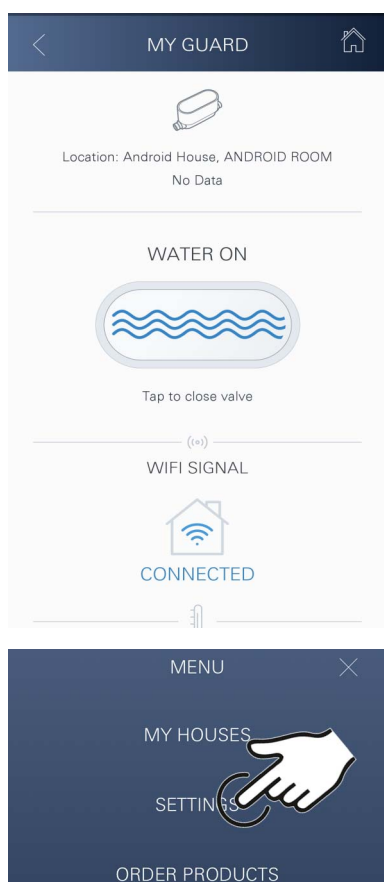 MY GUARD
Location: Android House, ANDROID ROOM
No Data
WATER ON
Tap to close valve
WIFI SIGNAL
CONNECTED
MENU
MY HOUSES
SETTINGS
ORDER PRODUCTS